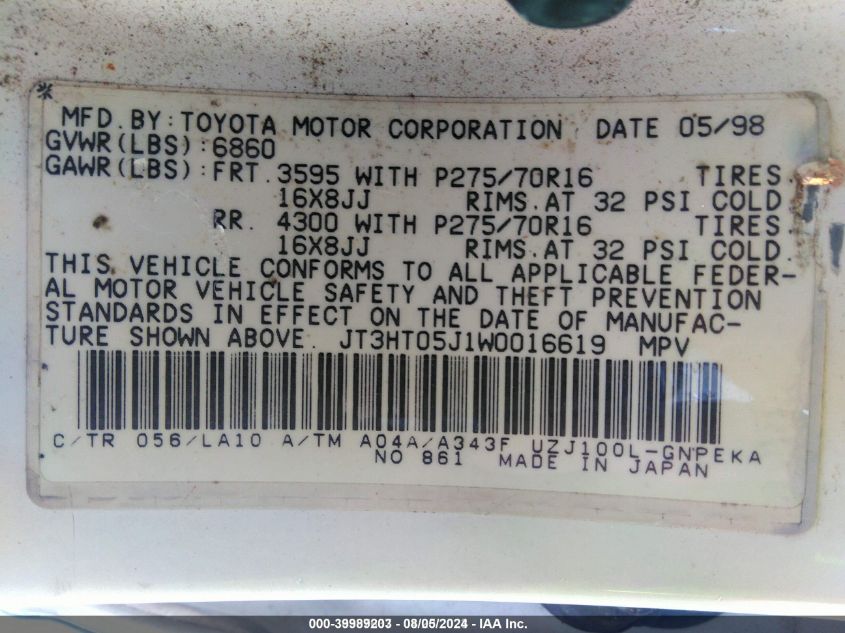 *
MFD. BY: TOYOTA MOTOR CORPORATION DATE 05/98
GVWR(LBS):6860
GAWR(LBS):FRT. 3595 WITH P275/70R16 TIRES.
16X8JJ RIMS. AT 32 PSI COLD.
RR. 4300 WITH P275/70R16 TIRES.
16X8JJ RIMS. AT 32 PSI COLD.
THIS VEHICLE CONFORMS TO ALL APPLICABLE FEDER-
AL MOTOR VEHICLE SAFETY AND THEFT PREVENTION
STANDARDS IN EFFECT ON THE DATE OF MANUFAC-
TURE SHOWN ABOVE. JT3HT05J1W0016619 MPV
C/TR 056/LA10 A/TM A04A/A343F UZJ100L-GNPEKA
NO 861 MADE IN JAPAN
000-39989203 - 08/05/2024 - IAA Inc.